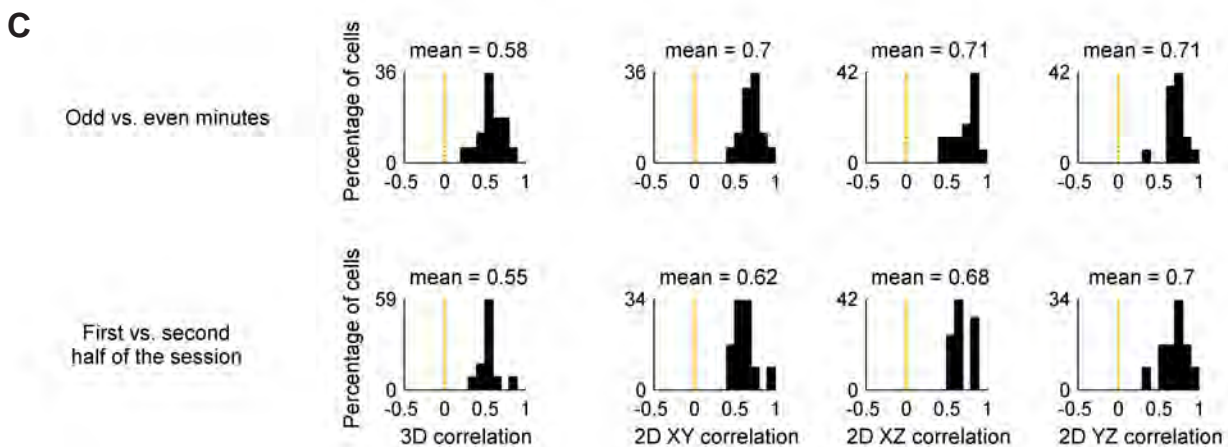 C
Odd vs. even minutes
Percentage of cells
mean = 0.58
36
0
-0.5 0 0.5 1
mean = 0.7
36
0
-0.5 0 0.5 1
mean = 0.71
42
0
-0.5 0 0.5 1
mean = 0.71
42
0
-0.5 0 0.5 1
First vs. second
half of the session
Percentage of cells
mean = 0.55
59
0
-0.5 0 0.5 1
3D correlation
mean = 0.62
34
0
-0.5 0 0.5 1
2D XY correlation
mean = 0.68
42
0
-0.5 0 0.5 1
2D XZ correlation
mean = 0.7
34
0
-0.5 0 0.5 1
2D YZ correlation